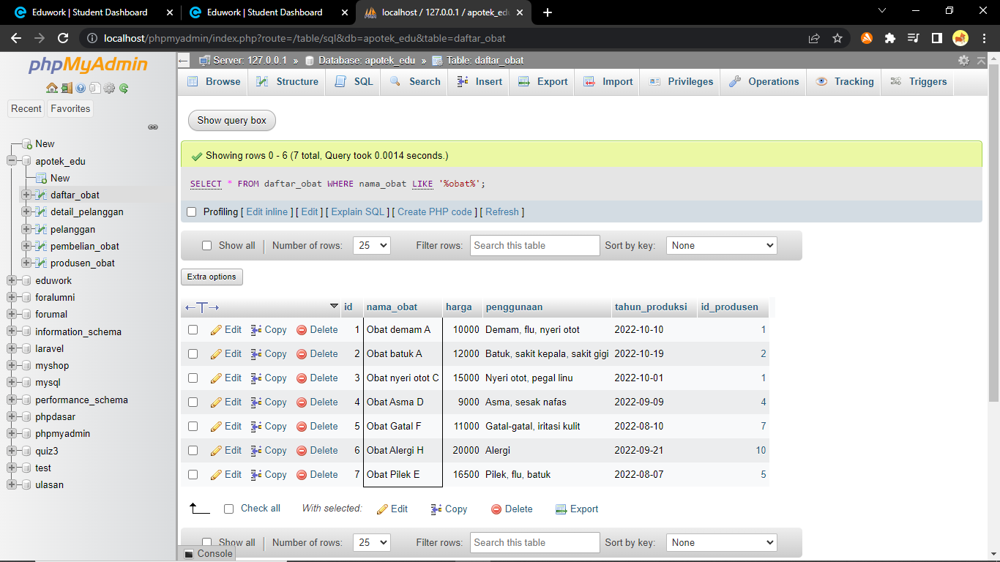 Eduwork | Student Dashboard
Eduwork | Student Dashboard
localhost / 127.0.0.1 / apotek_edu
localhost/phpmyadmin/index.php?route=/table/sql&db=apotek_edu&table=daftar_obat
phpMyAdmin
Recent Favorites
New
apotek_edu
New
daftar_obat
detail_pelanggan
pelanggan
pembelian_obat
produsen_obat
eduwork
foralumni
forumal
information_schema
laravel
myshop
mysql
performance_schema
phpdasar
phpmyadmin
quiz3
test
ulasan
Server: 127.0.0.1 » Database: apotek_edu » Table: daftar_obat
Browse Structure SQL Search Insert Export Import Privileges Operations Tracking Triggers
Show query box
Showing rows 0 - 6 (7 total, Query took 0.0014 seconds.)
SELECT * FROM daftar_obat WHERE nama_obat LIKE '%obat%';
Profiling [ Edit inline ] [ Edit ] [ Explain SQL ] [ Create PHP code ] [ Refresh ]
Show all | Number of rows: 25 Filter rows: Search this table Sort by key: None
Extra options
←T→ id nama_obat harga penggunaan tahun_produksi id_produsen
Edit Copy Delete 1 Obat demam A 10000 Demam, flu, nyeri otot 2022-10-10 1
Edit Copy Delete 2 Obat batuk A 12000 Batuk, sakit kepala, sakit gigi 2022-10-19 2
Edit Copy Delete 3 Obat nyeri otot C 15000 Nyeri otot, pegal linu 2022-10-01 1
Edit Copy Delete 4 Obat Asma D 9000 Asma, sesak nafas 2022-09-09 4
Edit Copy Delete 5 Obat Gatal F 11000 Gatal-gatal, iritasi kulit 2022-08-10 7
Edit Copy Delete 6 Obat Alergi H 20000 Alergi 2022-09-21 10
Edit Copy Delete 7 Obat Pilek E 16500 Pilek, flu, batuk 2022-08-07 5
Check all With selected: Edit Copy Delete Export
Show all | Number of rows: 25 Filter rows: Search this table Sort by key: None
Console